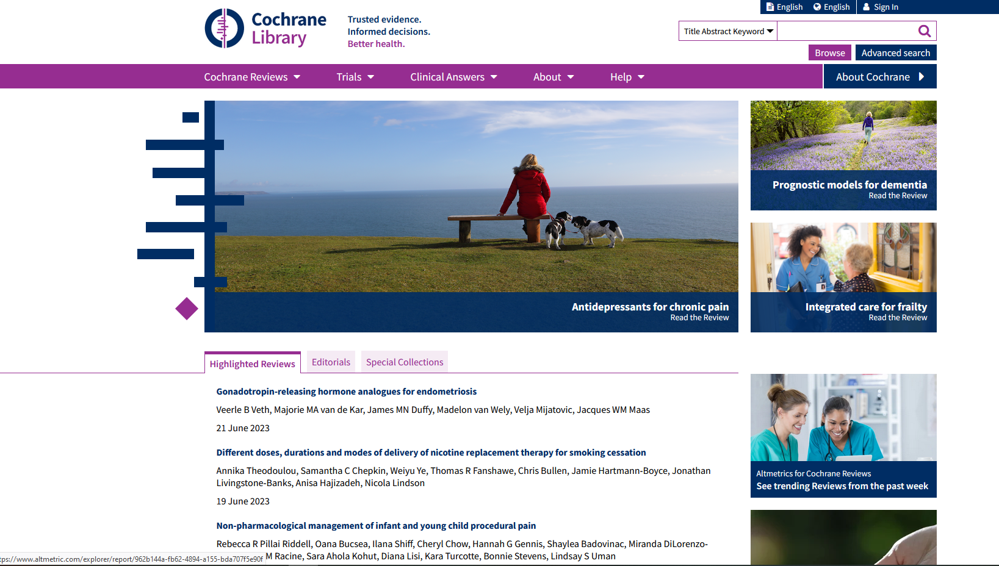 English English Sign In
Cochrane
Library
Trusted evidence.
Informed decisions.
Better health.
Title Abstract Keyword
Browse Advanced search
Cochrane Reviews Trials Clinical Answers About Help About Cochrane
Antidepressants for chronic pain
Read the Review
Prognostic models for dementia
Read the Review
Integrated care for frailty
Read the Review
Highlighted Reviews Editorials Special Collections
Gonadotropin-releasing hormone analogues for endometriosis
Veerle B Veth, Majorie MA van de Kar, James MN Duffy, Madelon van Wely, Velja Mijatovic, Jacques WM Maas
21 June 2023
Different doses, durations and modes of delivery of nicotine replacement therapy for smoking cessation
Annika Theodoulou, Samantha C Chepkin, Weiyu Ye, Thomas R Fanshawe, Chris Bullen, Jamie Hartmann-Boyce, Jonathan
Livingstone-Banks, Anisa Hajizadeh, Nicola Lindson
19 June 2023
Non-pharmacological management of infant and young child procedural pain
Rebecca R Pillai Riddell, Oana Bucsea, Ilana Shiff, Cheryl Chow, Hannah G Gennis, Shaylea Badovinac, Miranda DiLorenzo-
M Racine, Sara Ahola Kohut, Diana Lisi, Kara Turcotte, Bonnie Stevens, Lindsay S Uman
tps://www.altmetric.com/explorer/report/962b144a-fb62-4894-a155-bda707f5e90f
Altmetrics for Cochrane Reviews
See trending Reviews from the past week